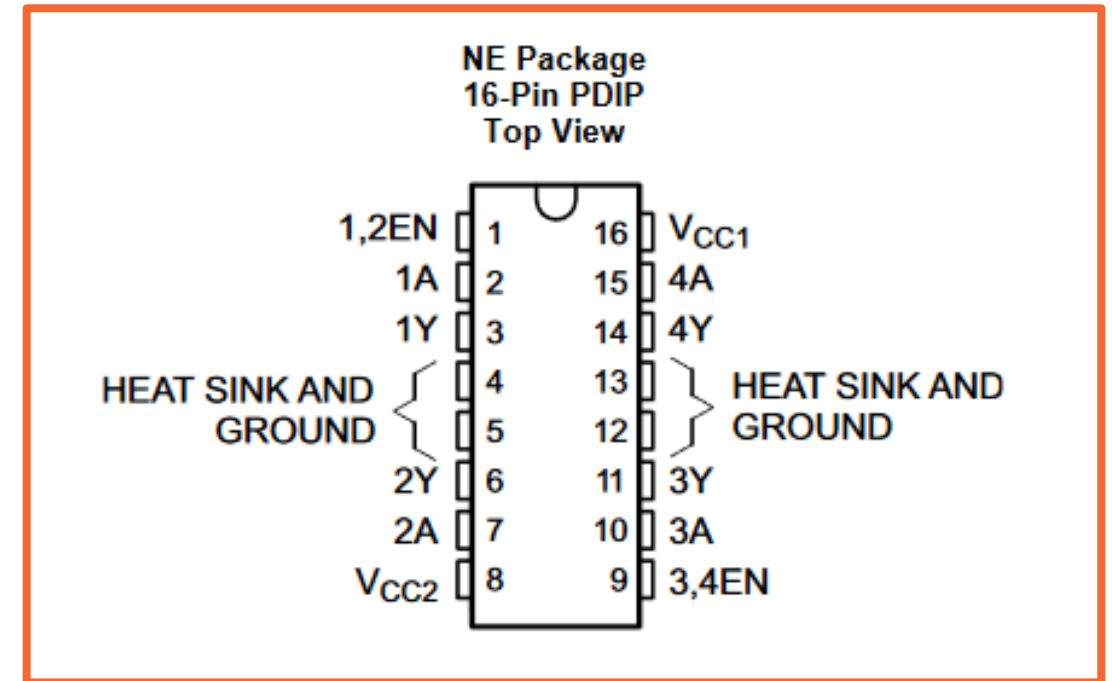 NE Package
16-Pin PDIP
Top View
1,2EN 1 16 VCC1
1A 2 15 4A
1Y 3 14 4Y
HEAT SINK AND 4 13 HEAT SINK AND
GROUND 5 12 GROUND
2Y 6 11 3Y
2A 7 10 3A
VCC2 8 9 3,4EN